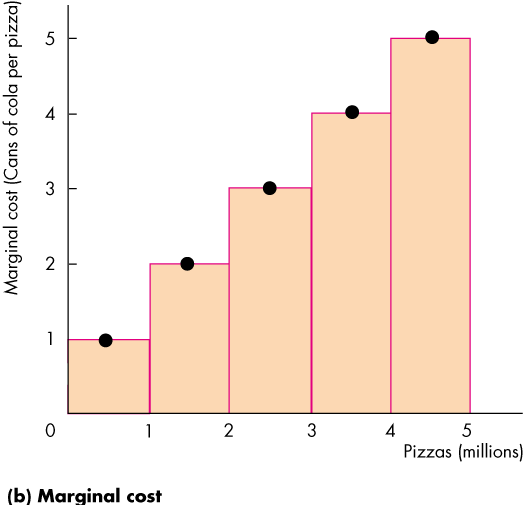 Marginal cost (Cans of cola per pizza)
5
4
3
2
1
0 1 2 3 4 5
Pizzas (millions)
(b) Marginal cost